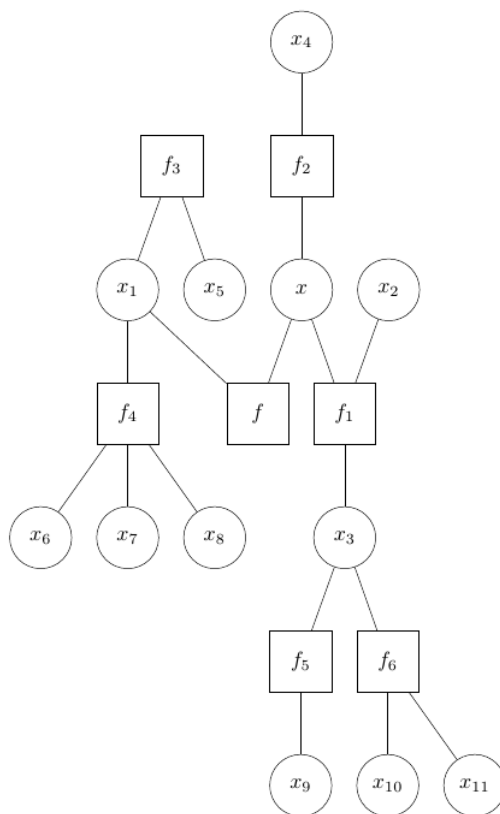 x₄
f₃ f₂
x₁ x₅ x x₂
f₄ f f₁
x₆ x₇ x₈ x₃
f₅ f₆
x₉ x₁₀ x₁₁